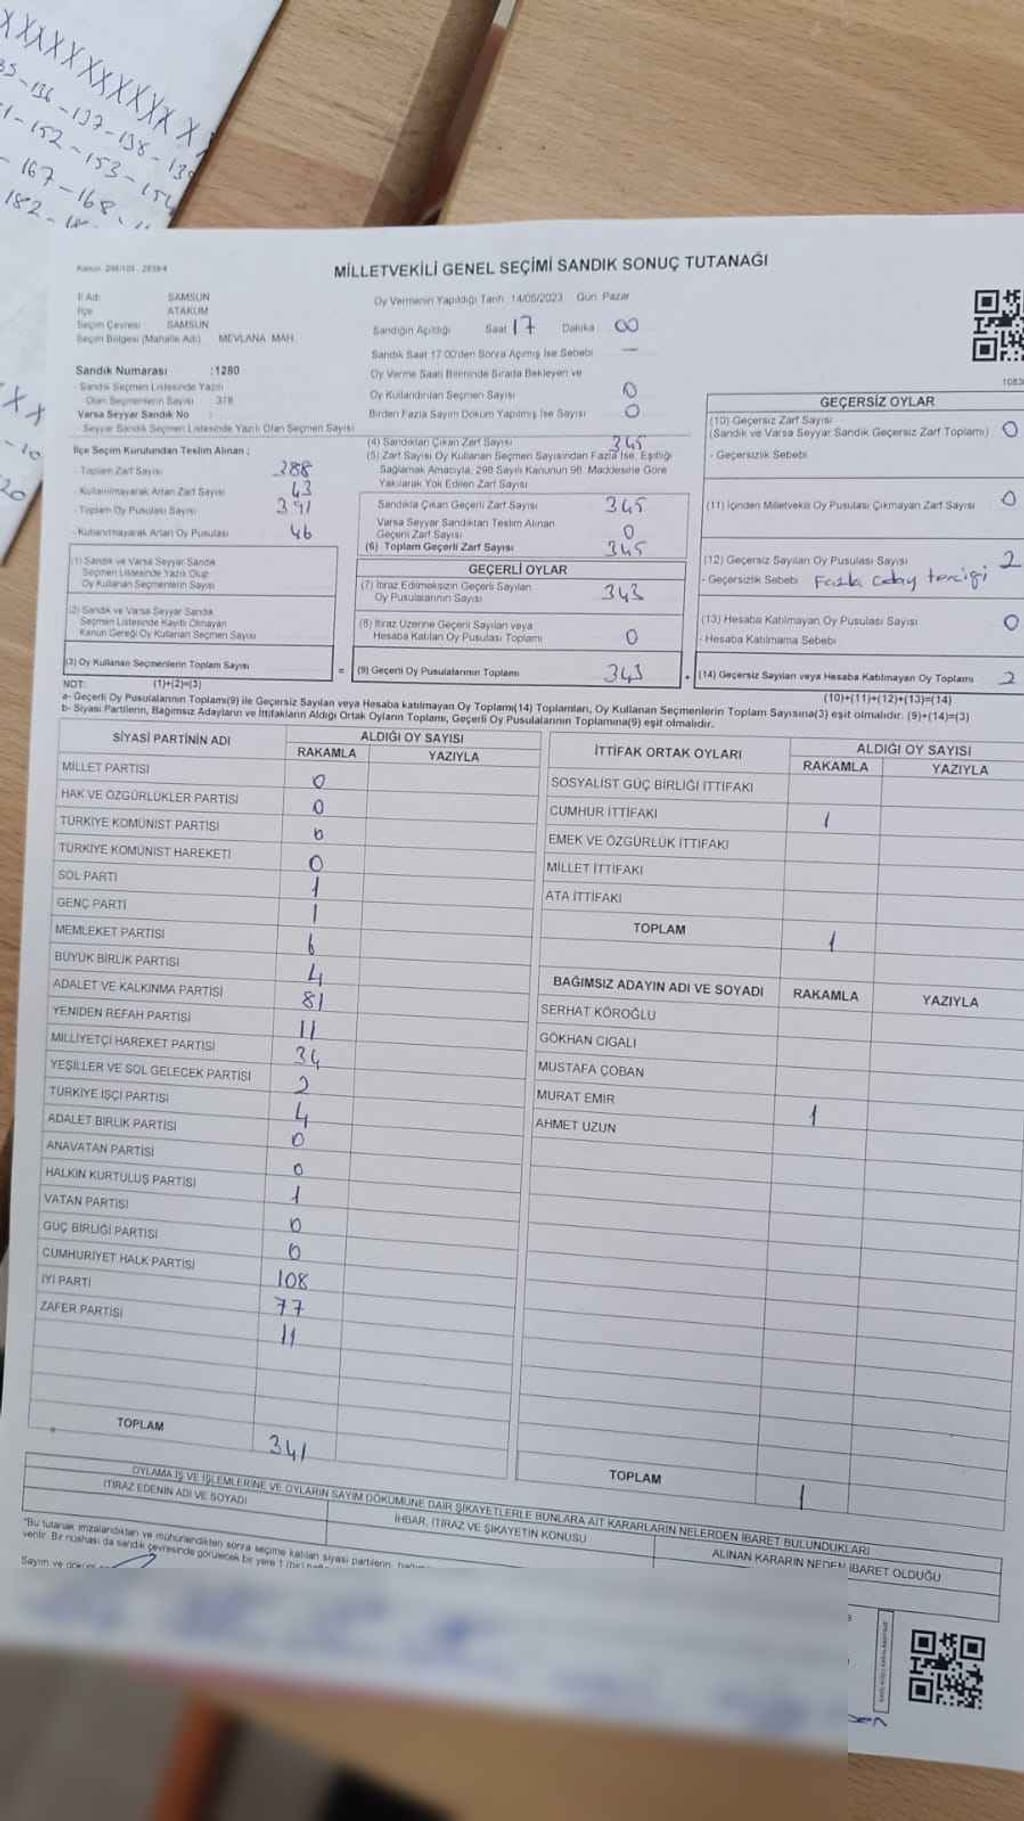 XXXXXXXXXXX X
35-136-137-138-139
1-152-153-154
-167-168-
182-18
MİLLETVEKİLİ GENEL SEÇİMİ SANDIK SONUÇ TUTANAĞI
İl Adı: SAMSUN
İlçe ATAKUM
Seçim Çevresi SAMSUN
Seçim Bölgesi (Mahalle Adı) MEVLANA MAH.
Oy Vermenin Yapıldığı Tarih :14/05/2023 Gün: Pazar
Sandığın Açıldığı Saat 17 Dakika 00
Sandık Saat 17:00'den Sonra Açılmış İse Sebebi —
Oy Verme Saati Bitiminde Sırada Bekleyen ve
Oy Kullandırılan Seçmen Sayısı 0
Birden Fazla Sayım Döküm Yapılmış İse Sayısı 0
Sandık Numarası :1280
- Sandık Seçmen Listesinde Yazılı
Olan Seçmenlerin Sayısı : 378
Varsa Seyyar Sandık No :
- Seyyar Sandık Seçmen Listesinde Yazılı Olan Seçmen Sayısı
İlçe Seçim Kurulundan Teslim Alınan ;
- Toplam Zarf Sayısı 388
- Kullanılmayarak Artan Zarf Sayısı 43
- Toplam Oy Pusulası Sayısı 391
- Kullanılmayarak Artan Oy Pusulası 46
(4) Sandıktan Çıkan Zarf Sayısı 345
(5) Zarf Sayısı Oy Kullanan Seçmen Sayısından Fazla İse, Eşitliği
Sağlamak Amacıyla, 298 Sayılı Kanunun 98. Maddesine Göre
Yakılarak Yok Edilen Zarf Sayısı
Sandıkta Çıkan Geçerli Zarf Sayısı 345
Varsa Seyyar Sandıktan Teslim Alınan
Geçerli Zarf Sayısı 0
(6) Toplam Geçerli Zarf Sayısı 345
GEÇERSİZ OYLAR
(10) Geçersiz Zarf Sayısı
(Sandık ve Varsa Seyyar Sandık Geçersiz Zarf Toplamı) 0
- Geçersizlik Sebebi
(11) İçinden Milletvekili Oy Pusulası Çıkmayan Zarf Sayısı 0
(12) Geçersiz Sayılan Oy Pusulası Sayısı 2
- Geçersizlik Sebebi Fazla aday tercigi
(13) Hesaba Katılmayan Oy Pusulası Sayısı 0
- Hesaba Katılmama Sebebi
(14) Geçersiz Sayılan veya Hesaba Katılmayan Oy Toplamı 2
(10)+(11)+(12)+(13)=(14)
(1) Sandık ve Varsa Seyyar Sandık
Seçmen Listesinde Yazılı Olup
Oy Kullanan Seçmenlerin Sayısı
(2) Sandık ve Varsa Seyyar Sandık
Seçmen Listesinde Kayıtlı Olmayan
Kanun Gereği Oy Kullanan Seçmen Sayısı
(3) Oy Kullanan Seçmenlerin Toplam Sayısı =
GEÇERLİ OYLAR
(7) İtiraz Edilmeksizin Geçerli Sayılan
Oy Pusulalarının Sayısı 343
(8) İtiraz Üzerine Geçerli Sayılan veya
Hesaba Katılan Oy Pusulası Toplamı 0
(9) Geçerli Oy Pusulalarının Toplamı 343
NOT: (1)+(2)=(3)
a- Geçerli Oy Pusulalarının Toplamı(9) ile Geçersiz Sayılan veya Hesaba katılmayan Oy Toplamı(14) Toplamları, Oy Kullanan Seçmenlerin Toplam Sayısına(3) eşit olmalıdır. (9)+(14)=(3)
b- Siyasi Partilerin, Bağımsız Adayların ve İttifakların Aldığı Ortak Oyların Toplamı, Geçerli Oy Pusulalarının Toplamına(9) eşit olmalıdır.
SİYASİ PARTİNİN ADI ALDIĞI OY SAYISI
RAKAMLA YAZIYLA
MİLLET PARTİSİ 0
HAK VE ÖZGÜRLÜKLER PARTİSİ 0
TÜRKİYE KOMÜNİST PARTİSİ 0
TÜRKİYE KOMÜNİST HAREKETİ 0
SOL PARTİ 1
GENÇ PARTİ 1
MEMLEKET PARTİSİ 6
BÜYÜK BİRLİK PARTİSİ 4
ADALET VE KALKINMA PARTİSİ 81
YENİDEN REFAH PARTİSİ 11
MİLLİYETÇİ HAREKET PARTİSİ 34
YEŞİLLER VE SOL GELECEK PARTİSİ 2
TÜRKİYE İŞÇİ PARTİSİ 4
ADALET BİRLİK PARTİSİ 0
ANAVATAN PARTİSİ 0
HALKIN KURTULUŞ PARTİSİ 1
VATAN PARTİSİ 0
GÜÇ BİRLİĞİ PARTİSİ 0
CUMHURİYET HALK PARTİSİ 108
İYİ PARTİ 77
ZAFER PARTİSİ 11
TOPLAM 341
İTTİFAK ORTAK OYLARI ALDIĞI OY SAYISI
RAKAMLA YAZIYLA
SOSYALİST GÜÇ BİRLİĞİ İTTİFAKI
CUMHUR İTTİFAKI 1
EMEK VE ÖZGÜRLÜK İTTİFAKI
MİLLET İTTİFAKI
ATA İTTİFAKI
TOPLAM 1
BAĞIMSIZ ADAYIN ADI VE SOYADI RAKAMLA YAZIYLA
SERHAT KÖROĞLU
GÖKHAN CIGALI
MUSTAFA ÇOBAN
MURAT EMİR 1
AHMET UZUN
TOPLAM 1
OYLAMA İŞ VE İŞLEMLERİNE VE OYLARIN SAYIM DÖKÜMÜNE DAİR ŞİKAYETLERLE BUNLARA AİT KARARLARIN NELERDEN İBARET BULUNDUKLARI
İTİRAZ EDENİN ADI VE SOYADI İHBAR, İTİRAZ VE ŞİKAYETİN KONUSU ALINAN KARARIN NEDEN İBARET OLDUĞU
"Bu tutanak imzalandıktan ve mühürlendikten sonra seçime katılan siyasi partilerin,
verilir. Bir nüshası da sandık çevresinde görülecek bir yere 1
Sayım ve